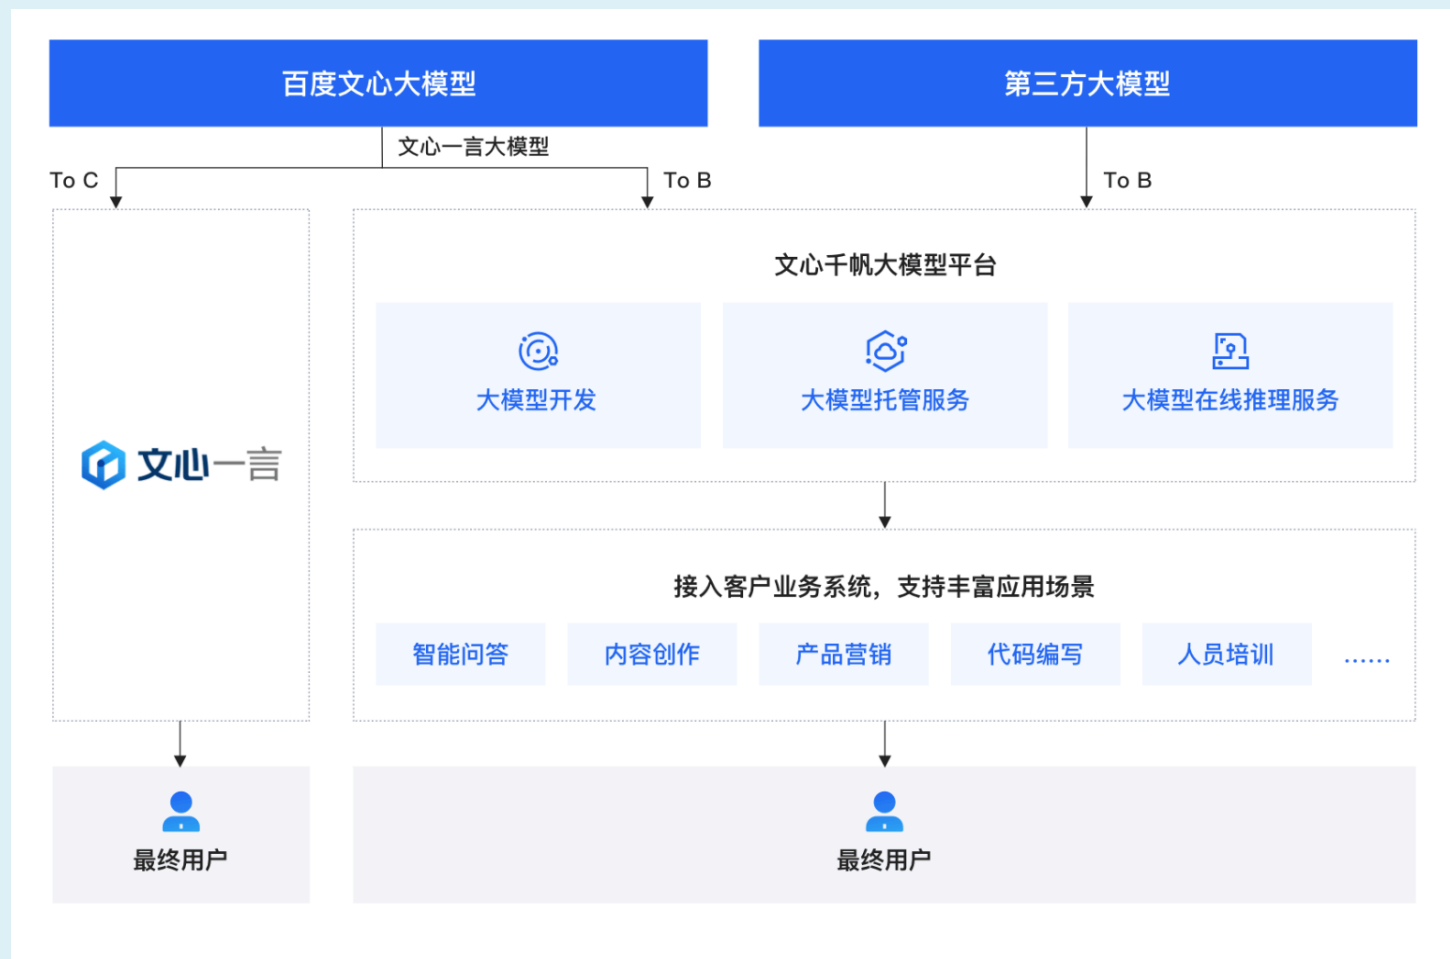 百度文心大模型
第三方大模型
文心一言大模型
To C
To B
To B
文心千帆大模型平台
大模型开发
大模型托管服务
大模型在线推理服务
文心一言
接入客户业务系统，支持丰富应用场景
智能问答
内容创作
产品营销
代码编写
人员培训
......
最终用户
最终用户